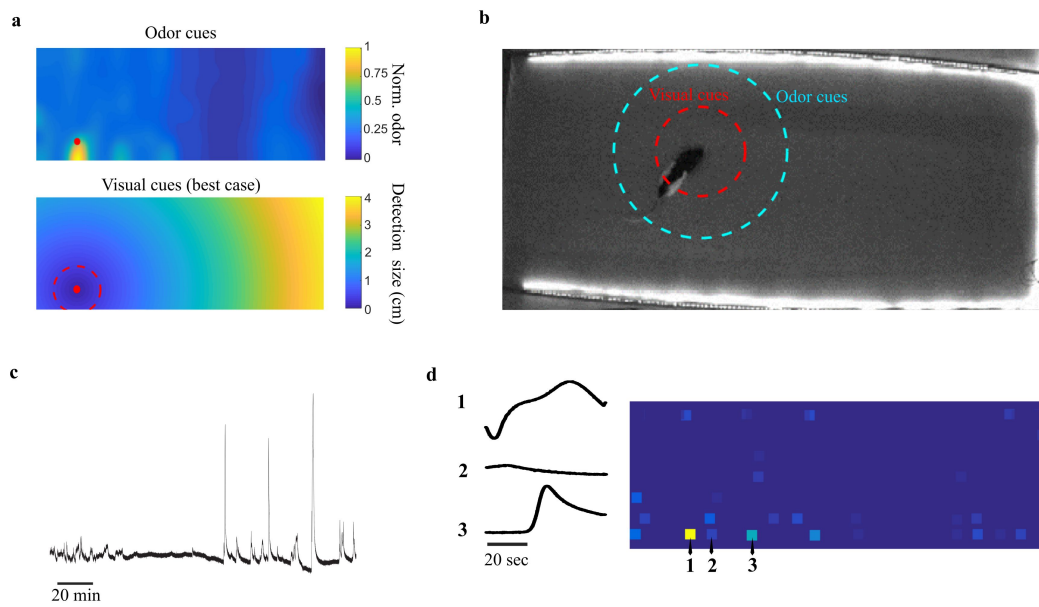 a
Odor cues
1
0.75
0.5
0.25
0
Norm. odor
Visual cues (best case)
4
3
2
1
0
Detection size (cm)
b
Visual cues
Odor cues
c
20 min
d
1
2
3
20 sec
1 2 3